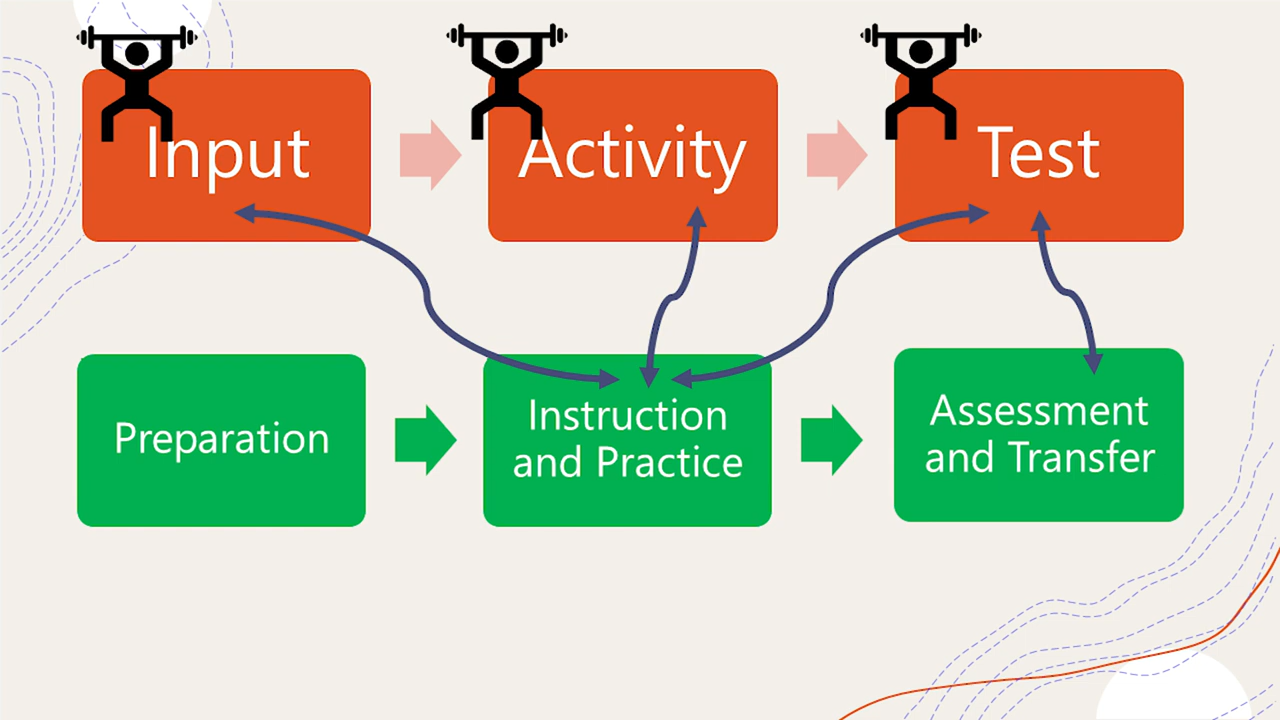 Input
Activity
Test
Preparation
Instruction
and Practice
Assessment
and Transfer